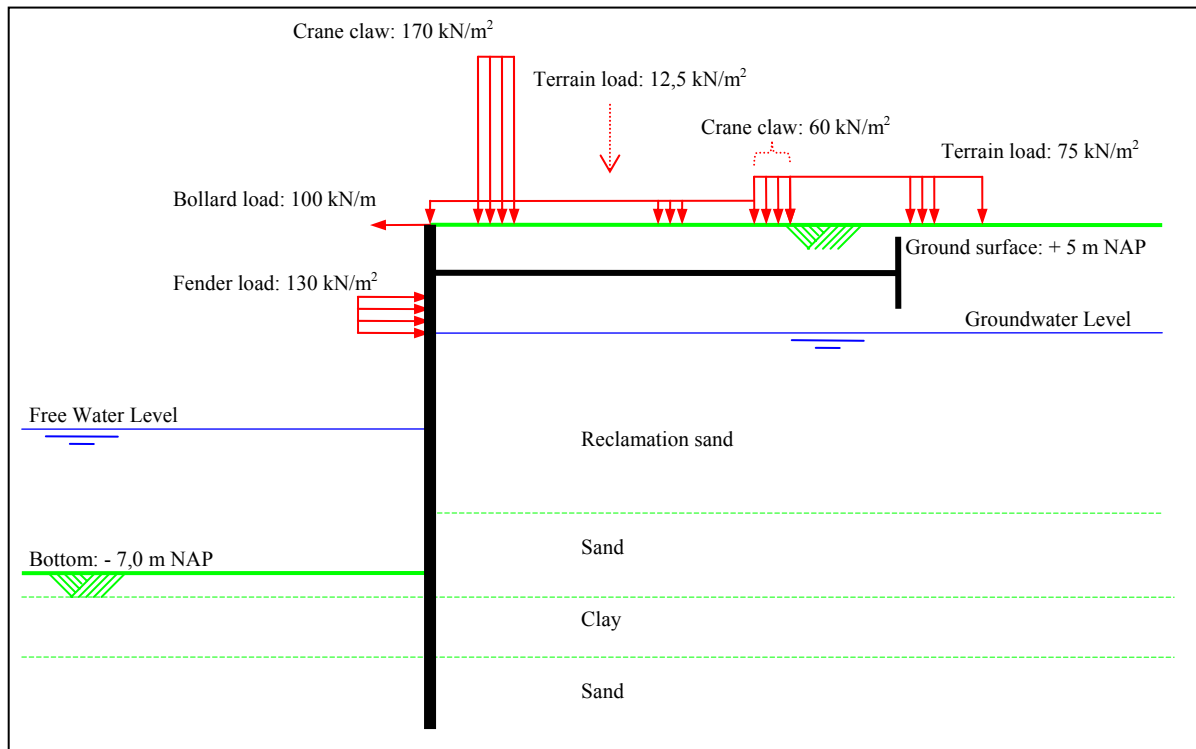 Crane claw: 170 kN/m²
Terrain load: 12,5 kN/m²
Crane claw: 60 kN/m²
Terrain load: 75 kN/m²
Bollard load: 100 kN/m
Ground surface: + 5 m NAP
Fender load: 130 kN/m²
Groundwater Level
Free Water Level
Reclamation sand
Sand
Bottom: - 7,0 m NAP
Clay
Sand